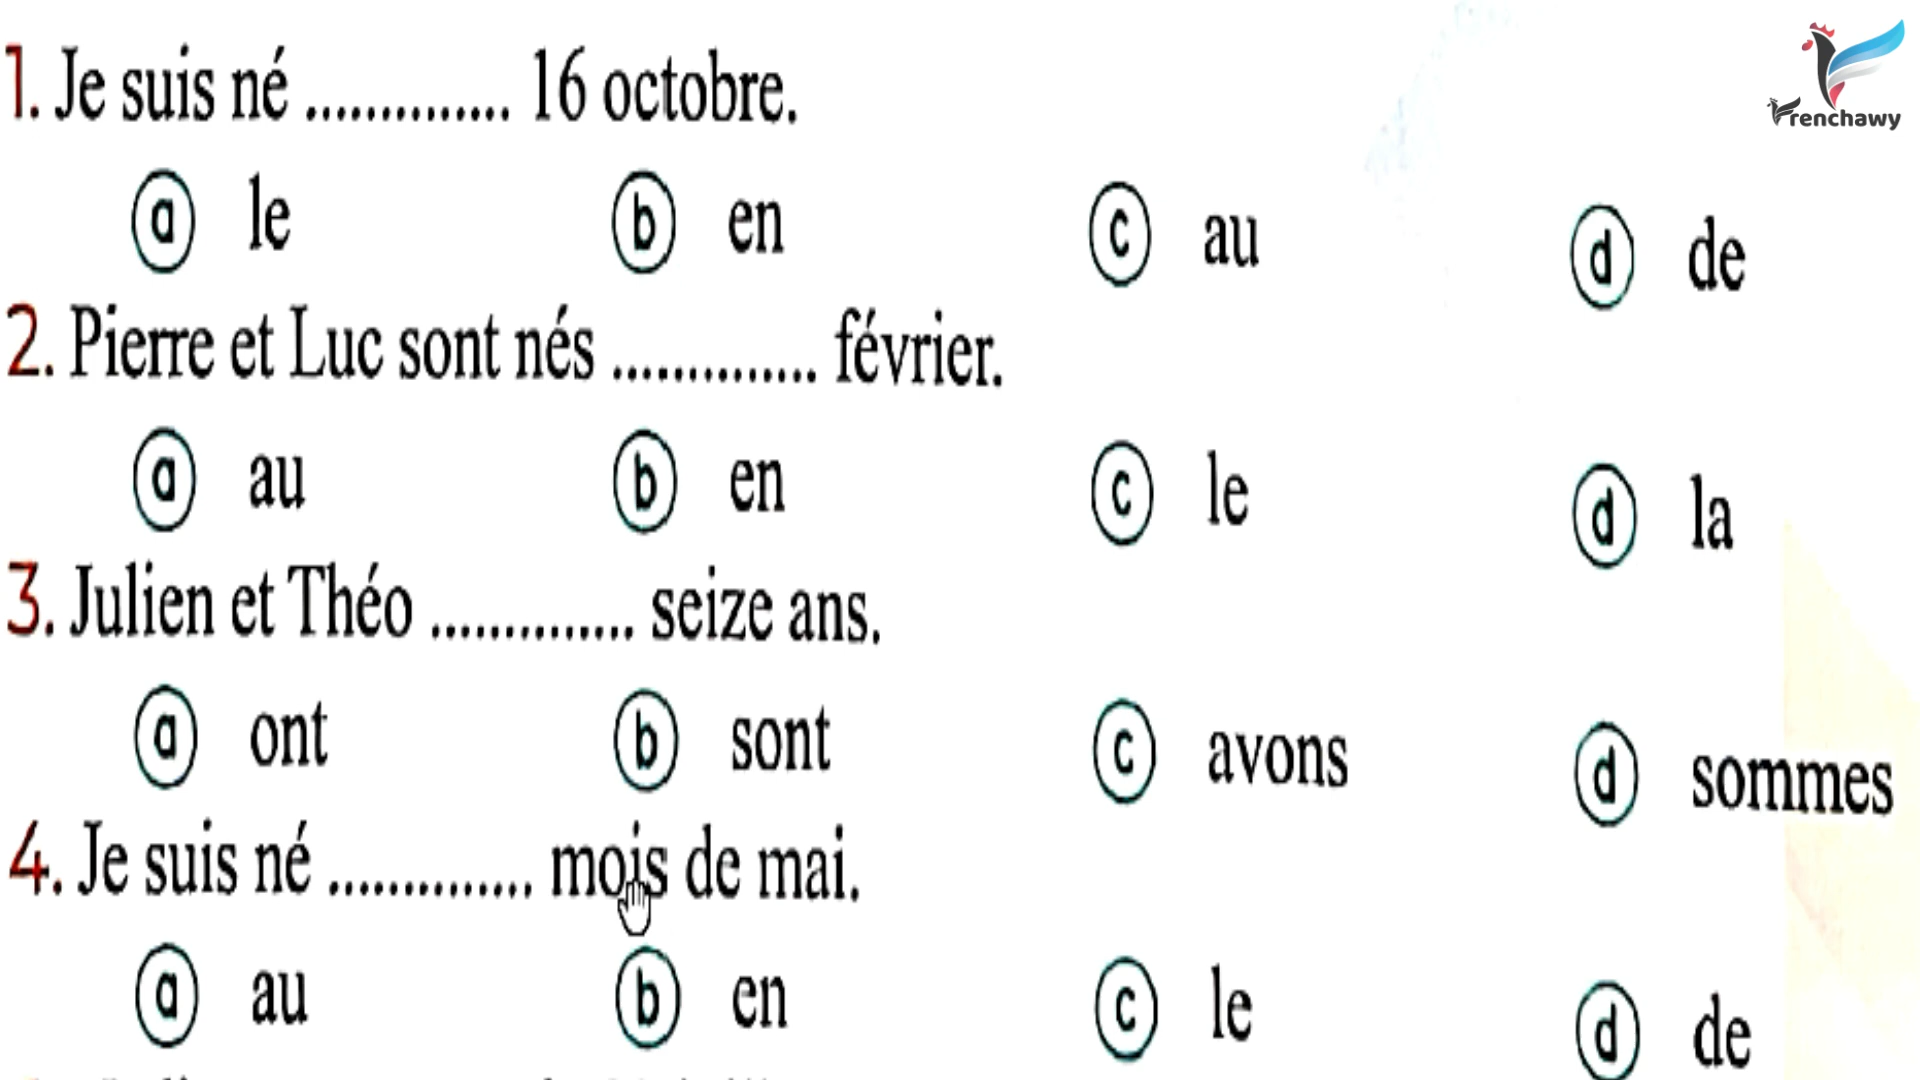 Frenchawy
1. Je suis né .............. 16 octobre.
a le b en c au d de
2. Pierre et Luc sont nés .............. février.
a au b en c le d la
3. Julien et Théo .............. seize ans.
a ont b sont c avons d sommes
4. Je suis né .............. mois de mai.
a au b en c le d de